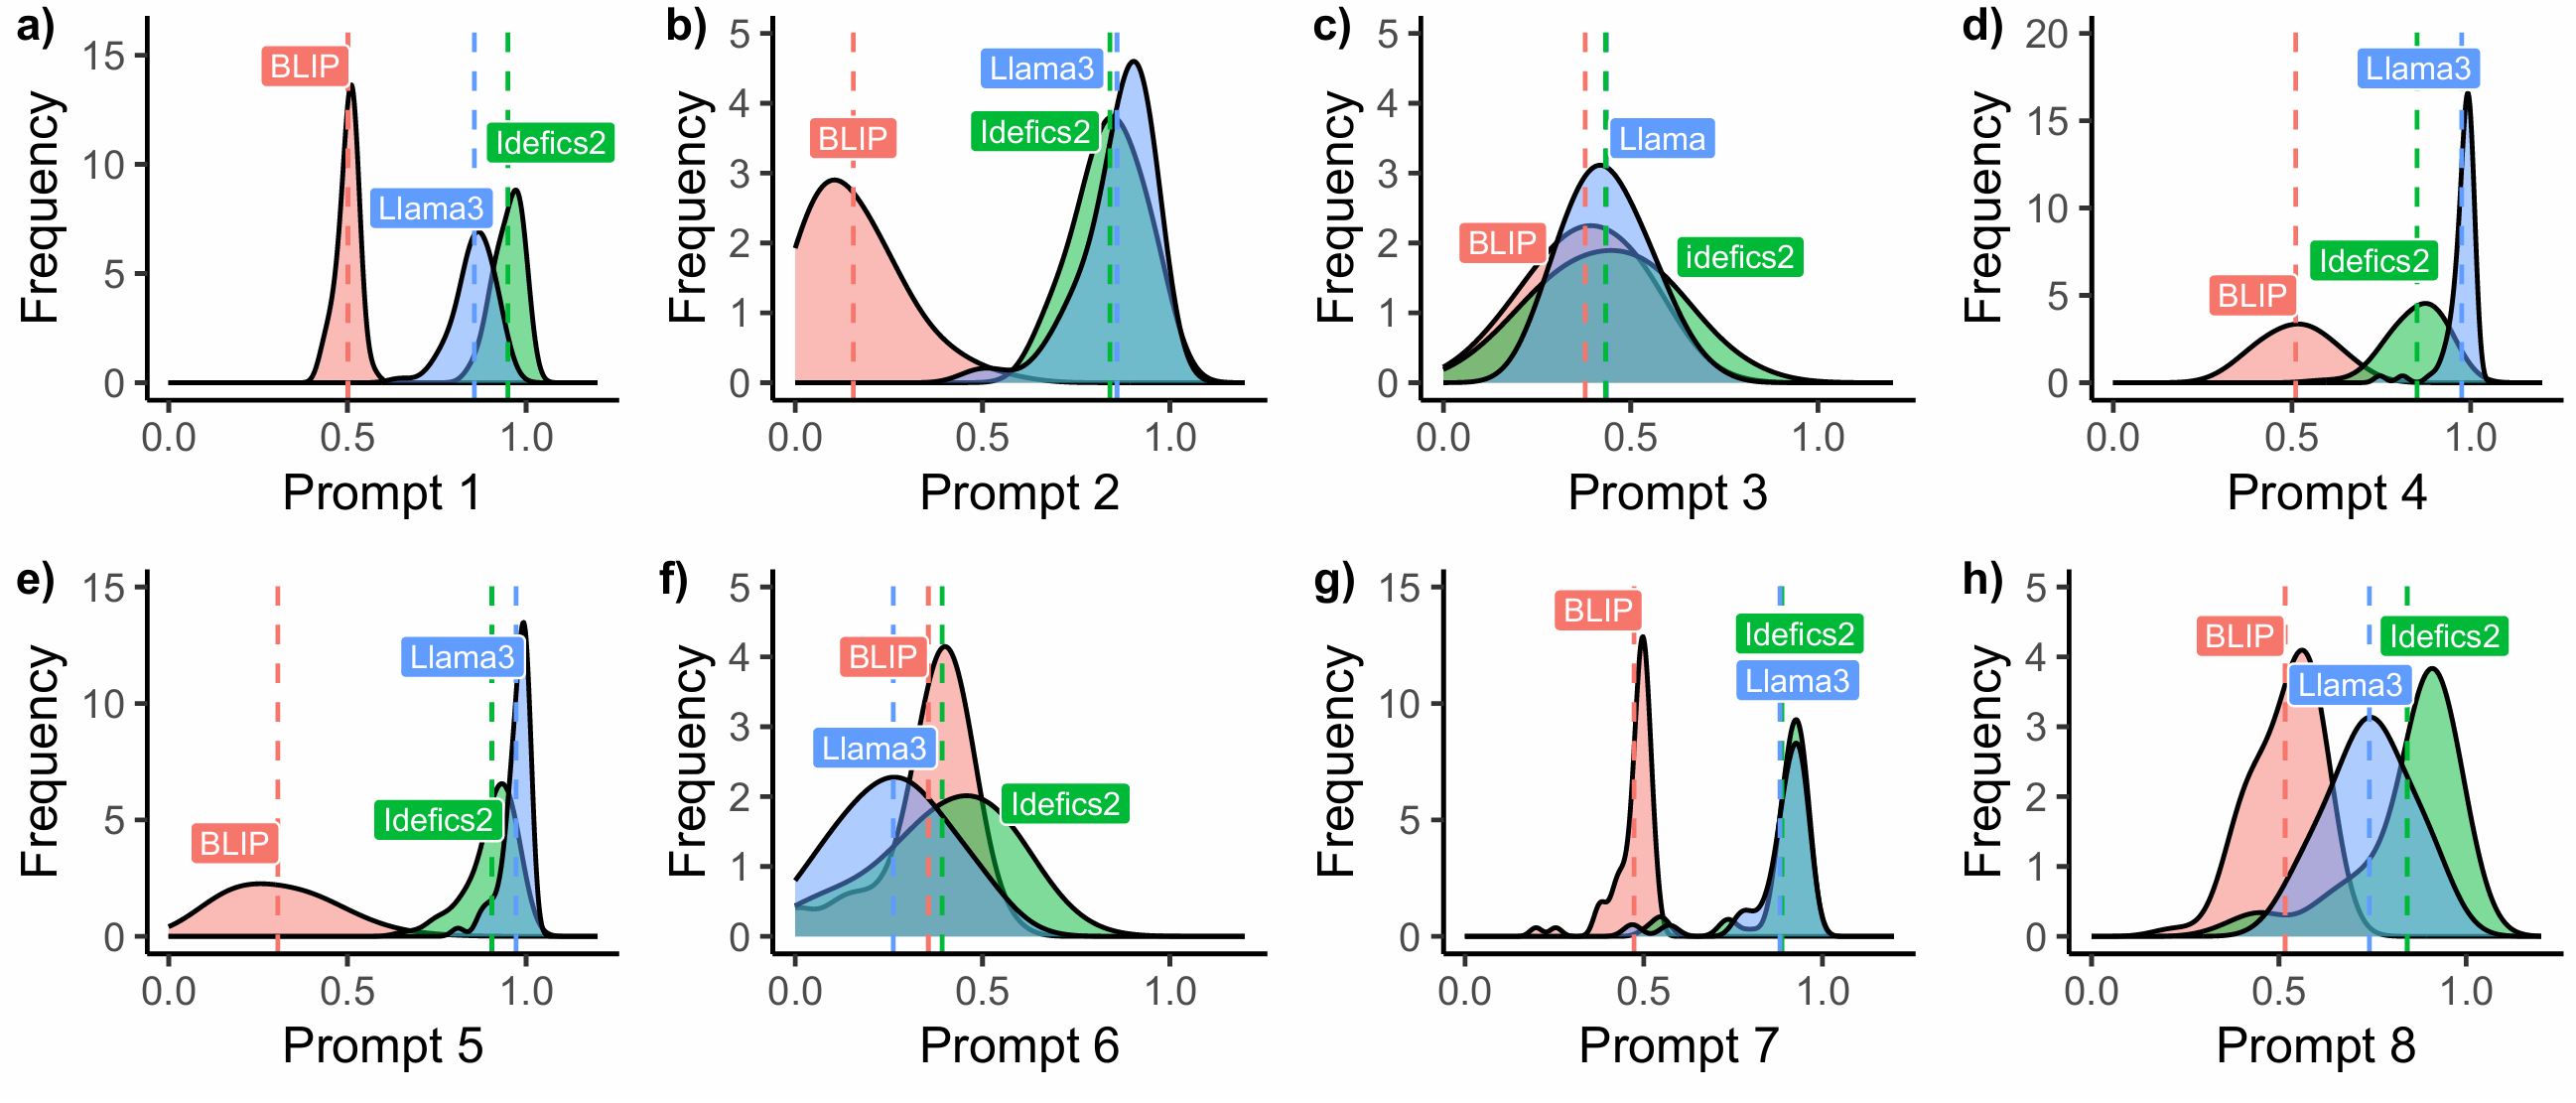 a)
15
10
5
0
Frequency
BLIP
Llama3
Idefics2
0.0 0.5 1.0
Prompt 1
b)
5
4
3
2
1
0
Frequency
Llama3
Idefics2
BLIP
0.0 0.5 1.0
Prompt 2
c)
5
4
3
2
1
0
Frequency
Llama
BLIP
idefics2
0.0 0.5 1.0
Prompt 3
d)
20
15
10
5
0
Frequency
Llama3
Idefics2
BLIP
0.0 0.5 1.0
Prompt 4
e)
15
10
5
0
Frequency
Llama3
Idefics2
BLIP
0.0 0.5 1.0
Prompt 5
f)
5
4
3
2
1
0
Frequency
BLIP
Llama3
Idefics2
0.0 0.5 1.0
Prompt 6
g)
15
10
5
0
Frequency
BLIP
Idefics2
Llama3
0.0 0.5 1.0
Prompt 7
h)
5
4
3
2
1
0
Frequency
BLIP
Idefics2
Llama3
0.0 0.5 1.0
Prompt 8